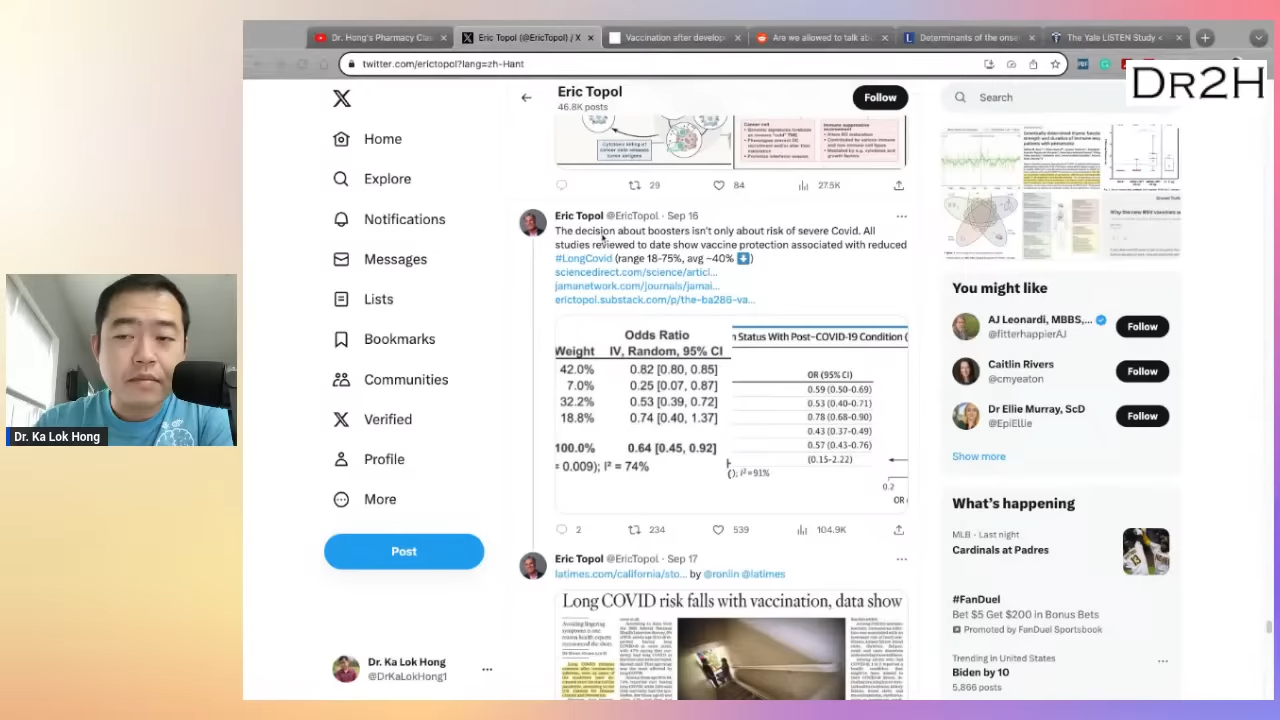 Dr. Hong's Pharmacy Clas
Eric Topol (@EricTopol) / X
Vaccination after develop
Are we allowed to talk ab
Determinants of the onse
The Yale LISTEN Study
twitter.com/erictopol?lang=zh-Hant
DR2H
Eric Topol
46.8K posts
Follow
Search
Home
Explore
Notifications
Messages
Lists
Bookmarks
Communities
Verified
Profile
More
Post
Dr. Ka Lok Hong
@DrKaLokHong1
Dr. Ka Lok Hong
29 84 27.5K
Eric Topol @EricTopol · Sep 16
The decision about boosters isn't only about risk of severe Covid. All
studies reviewed to date show vaccine protection associated with reduced
#LongCovid (range 18-75%, avg ~40% ⬇️)
sciencedirect.com/science/articl...
jamanetwork.com/journals/jamai...
erictopol.substack.com/p/the-ba286-va...
Odds Ratio
Weight IV, Random, 95% CI
42.0% 0.82 [0.80, 0.85]
7.0% 0.25 [0.07, 0.87]
32.2% 0.53 [0.39, 0.72]
18.8% 0.74 [0.40, 1.37]
100.0% 0.64 [0.45, 0.92]
= 0.009); I² = 74%
n Status With Post-COVID-19 Condition (
OR (95% CI)
0.59 (0.50-0.69)
0.53 (0.40-0.71)
0.78 (0.68-0.90)
0.43 (0.37-0.49)
0.57 (0.43-0.76)
(0.15-2.22)
); I²=91%
0.2
OR
2 234 539 104.9K
Eric Topol @EricTopol · Sep 17
latimes.com/california/sto... by @ronlin @latimes
Long COVID risk falls with vaccination, data show
You might like
AJ Leonardi, MBBS,...
@fitterhappierAJ
Follow
Caitlin Rivers
@cmyeaton
Follow
Dr Ellie Murray, ScD
@EpiEllie
Follow
Show more
What's happening
MLB · Last night
Cardinals at Padres
#FanDuel
Bet $5 Get $200 in Bonus Bets
Promoted by FanDuel Sportsbook
Trending in United States
Biden by 10
5,866 posts